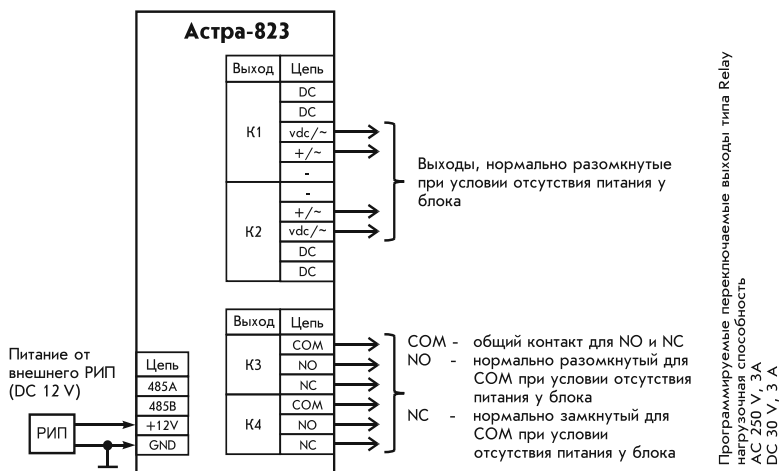 Астра-823
Выход Цепь
К1
DC
DC
vdc/~
+/~
-
К2
-
+/~
vdc/~
DC
DC
Выходы, нормально разомкнутые
при условии отсутствия питания у
блока
Выход Цепь
К3
COM
NO
NC
К4
COM
NO
NC
COM - общий контакт для NO и NC
NO - нормально разомкнутый для
COM при условии отсутствия
питания у блока
NC - нормально замкнутый для
COM при условии
отсутствия питания у блока
Питание от
внешнего РИП
(DC 12 V)
РИП
Цепь
485A
485B
+12V
GND
Программируемые переключаемые выходы типа Relay
нагрузочная способность
AC 250 V, 3A
DC 30 V, 3 A